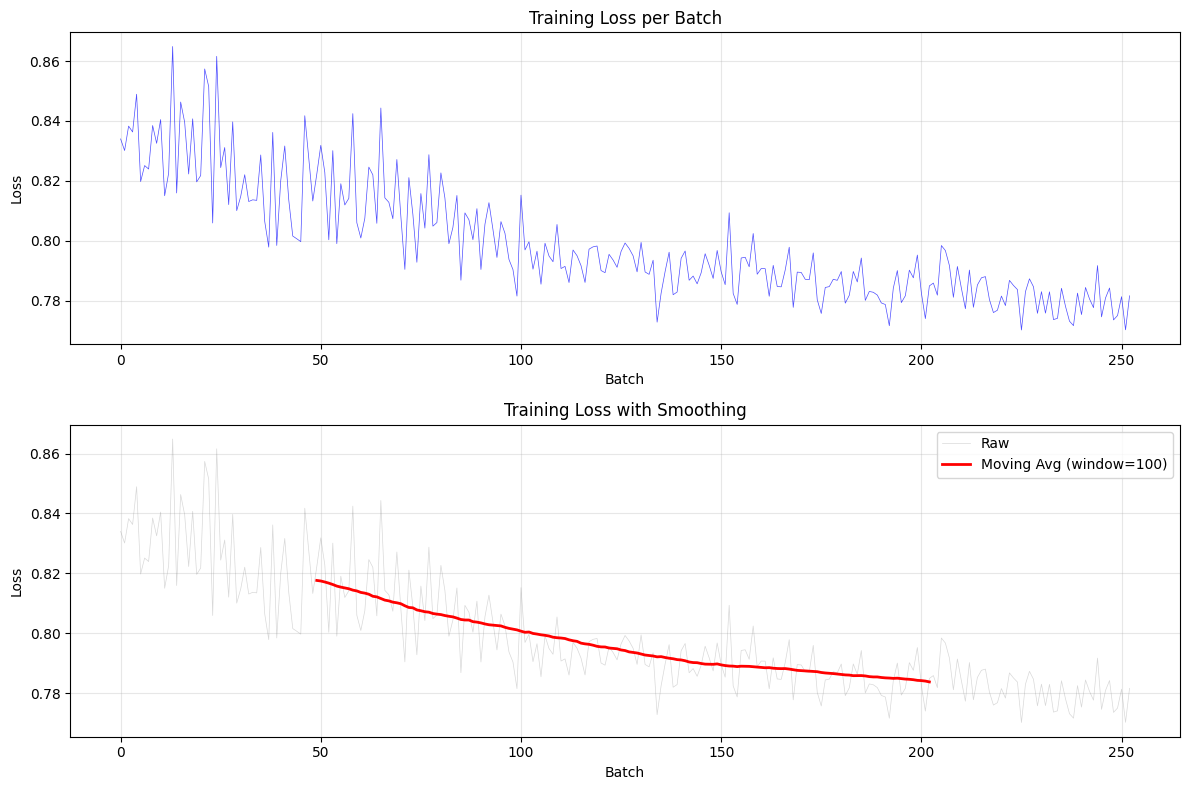 Training Loss per Batch
Loss
0.86
0.84
0.82
0.80
0.78
0 50 100 150 200 250
Batch
Training Loss with Smoothing
Loss
0.86
0.84
0.82
0.80
0.78
Raw
Moving Avg (window=100)
0 50 100 150 200 250
Batch